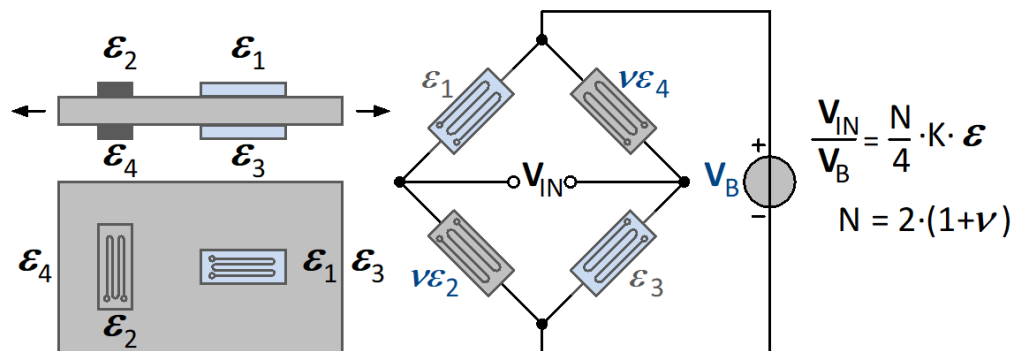 ε2
ε1
ε4
ε3
ε4
ε1
ε3
ε2
ε1
νε4
VIN
νε2
ε3
VB
+
−
VIN/VB = N/4·K·ε
N = 2·(1+ν)